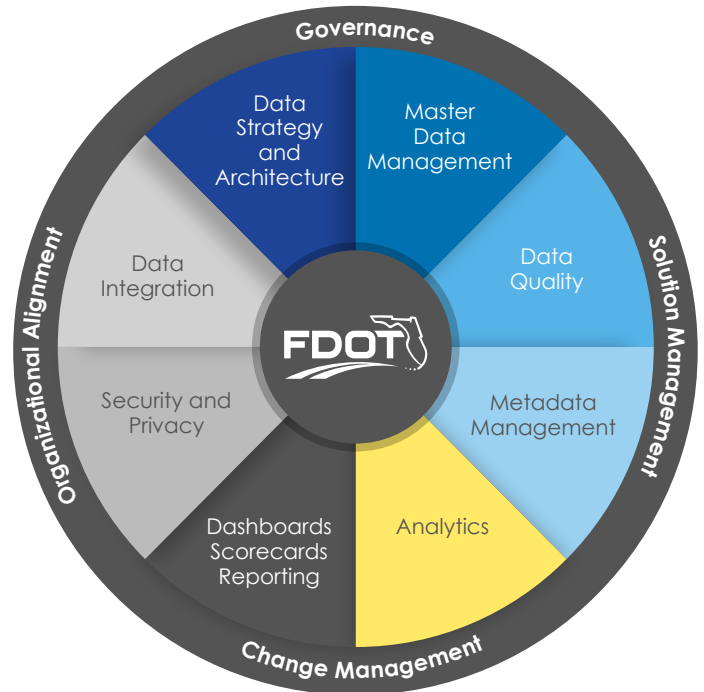 Governance
Data
Strategy
and
Architecture
Master
Data
Management
Data
Quality
Solution Management
Metadata
Management
Analytics
Change Management
Dashboards
Scorecards
Reporting
Security and
Privacy
Organizational Alignment
Data
Integration
FDOT